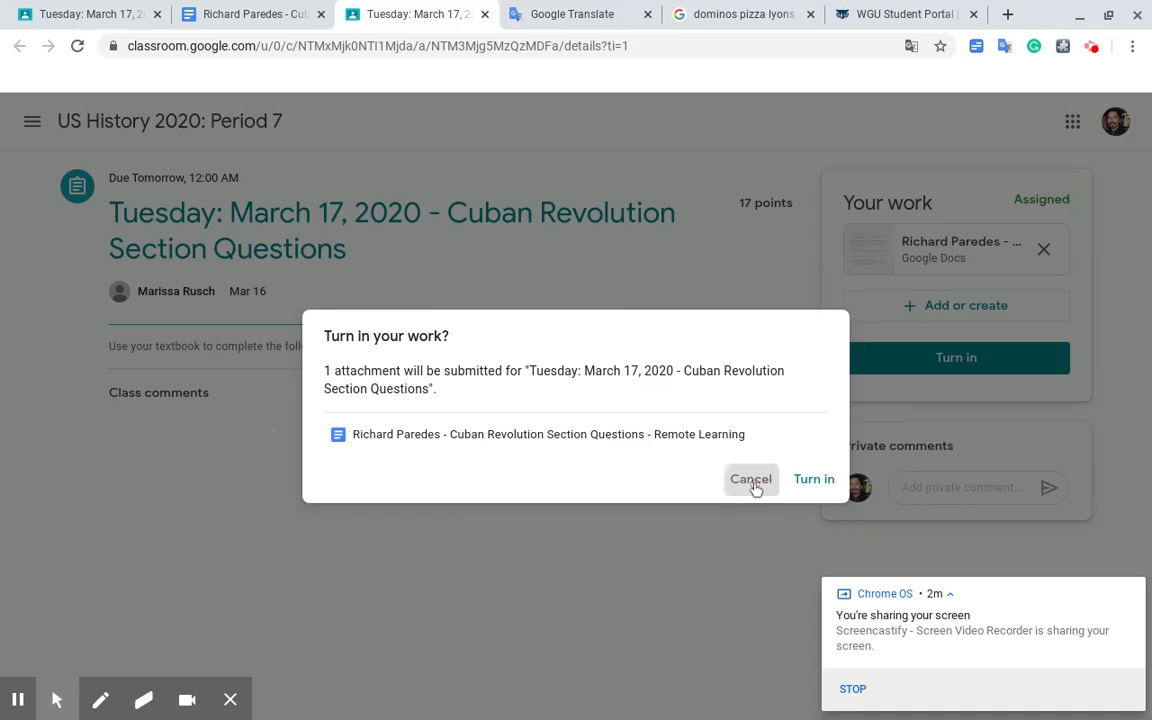 Tuesday: March 17, 20
Richard Paredes - Cub
Tuesday: March 17, 2
Google Translate
dominos pizza lyons
WGU Student Portal
classroom.google.com/u/0/c/NTMxMjk0NTI1Mjda/a/NTM3Mjg5MzQzMDFa/details?ti=1
US History 2020: Period 7
Due Tomorrow, 12:00 AM
Tuesday: March 17, 2020 - Cuban Revolution
Section Questions
17 points
Marissa Rusch Mar 16
Use your textbook to complete the foll
Class comments
Your work
Assigned
Richard Paredes - ...
Google Docs
+ Add or create
Turn in
rivate comments
Add private comment...
Turn in your work?
1 attachment will be submitted for "Tuesday: March 17, 2020 - Cuban Revolution
Section Questions".
Richard Paredes - Cuban Revolution Section Questions - Remote Learning
Cancel
Turn in
Chrome OS • 2m
You're sharing your screen
Screencastify - Screen Video Recorder is sharing your
screen.
STOP